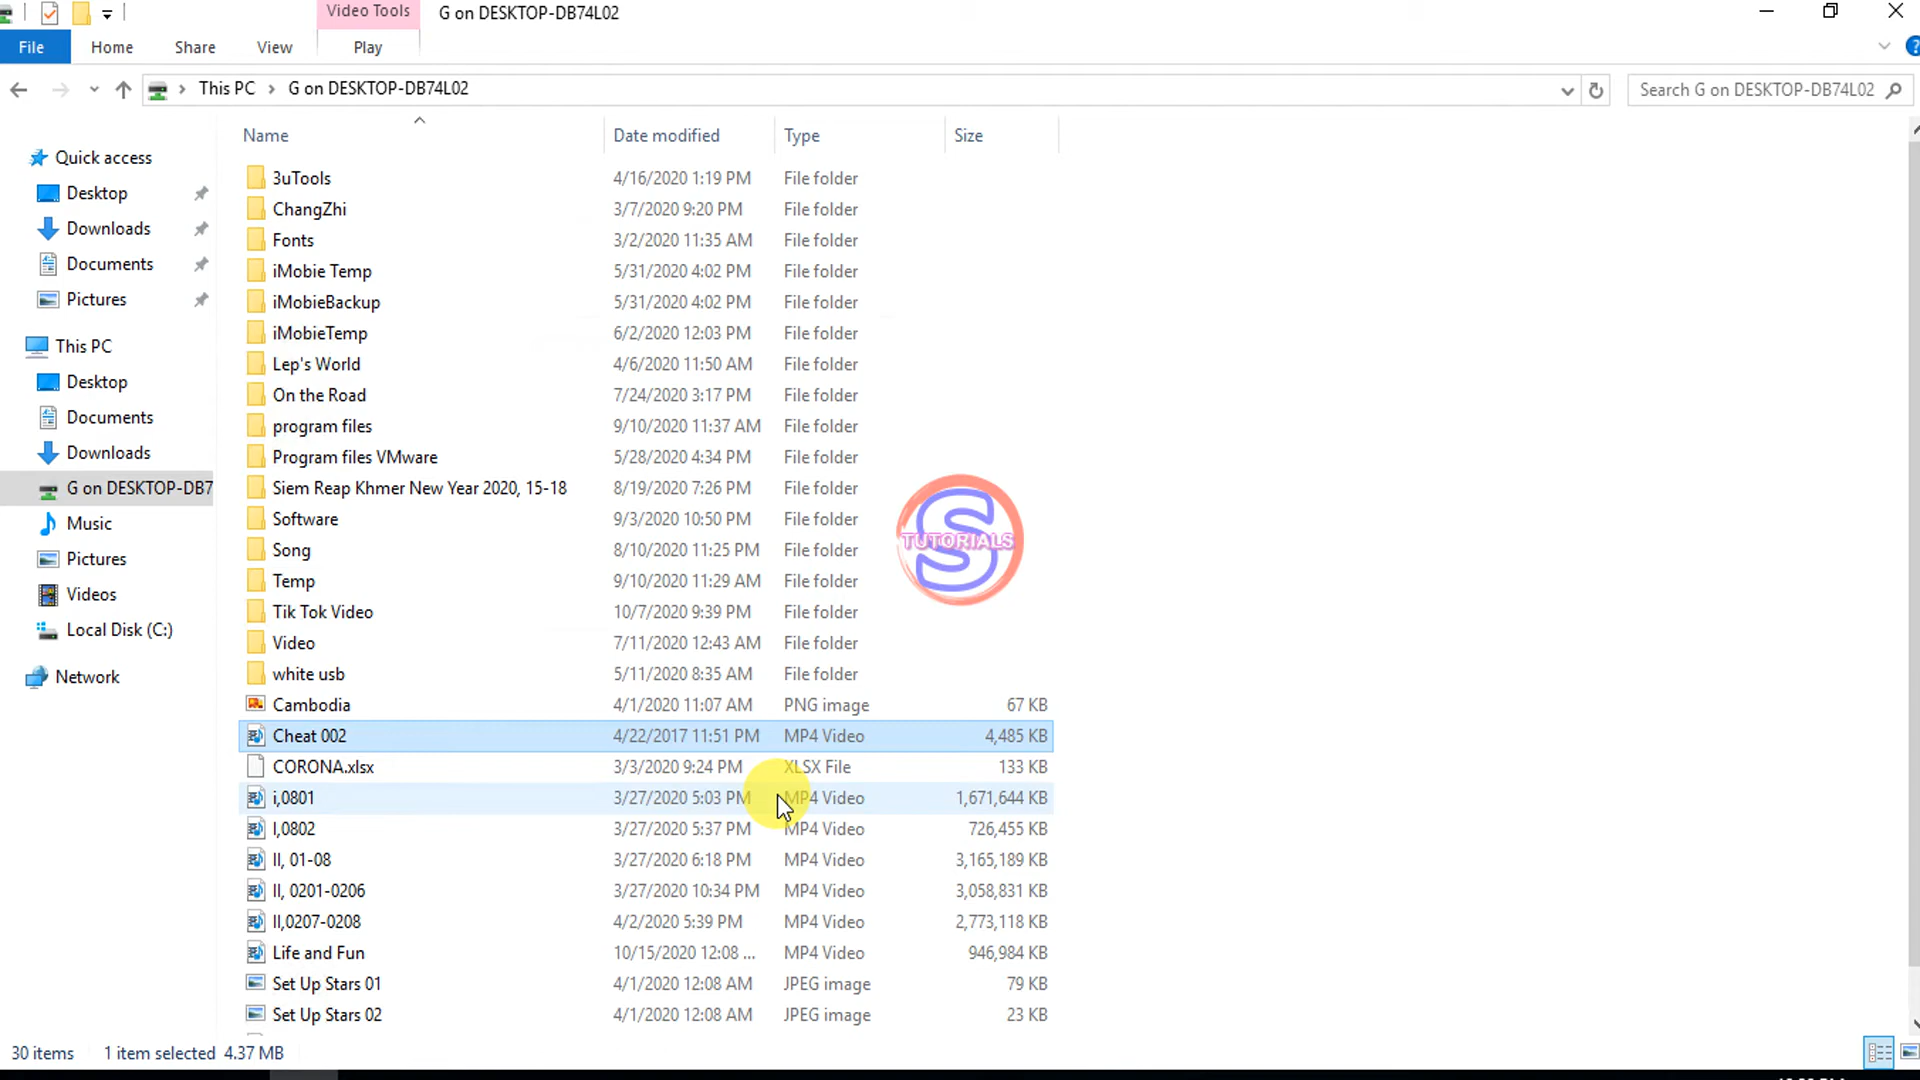 Video Tools G on DESKTOP-DB74L02
File Home Share View Play
This PC G on DESKTOP-DB74L02 Search G on DESKTOP-DB74L02
Name Date modified Type Size
Quick access
Desktop
Downloads
Documents
Pictures
This PC
Desktop
Documents
Downloads
G on DESKTOP-DB7
Music
Pictures
Videos
Local Disk (C:)
Network
3uTools 4/16/2020 1:19 PM File folder
ChangZhi 3/7/2020 9:20 PM File folder
Fonts 3/2/2020 11:35 AM File folder
iMobie Temp 5/31/2020 4:02 PM File folder
iMobieBackup 5/31/2020 4:02 PM File folder
iMobieTemp 6/2/2020 12:03 PM File folder
Lep's World 4/6/2020 11:50 AM File folder
On the Road 7/24/2020 3:17 PM File folder
program files 9/10/2020 11:37 AM File folder
Program files VMware 5/28/2020 4:34 PM File folder
Siem Reap Khmer New Year 2020, 15-18 8/19/2020 7:26 PM File folder
Software 9/3/2020 10:50 PM File folder
Song 8/10/2020 11:25 PM File folder
Temp 9/10/2020 11:29 AM File folder
Tik Tok Video 10/7/2020 9:39 PM File folder
Video 7/11/2020 12:43 AM File folder
white usb 5/11/2020 8:35 AM File folder
Cambodia 4/1/2020 11:07 AM PNG image 67 KB
Cheat 002 4/22/2017 11:51 PM MP4 Video 4,485 KB
CORONA.xlsx 3/3/2020 9:24 PM XLSX File 133 KB
i,0801 3/27/2020 5:03 PM MP4 Video 1,671,644 KB
I,0802 3/27/2020 5:37 PM MP4 Video 726,455 KB
II, 01-08 3/27/2020 6:18 PM MP4 Video 3,165,189 KB
II, 0201-0206 3/27/2020 10:34 PM MP4 Video 3,058,831 KB
II,0207-0208 4/2/2020 5:39 PM MP4 Video 2,773,118 KB
Life and Fun 10/15/2020 12:08 ... MP4 Video 946,984 KB
Set Up Stars 01 4/1/2020 12:08 AM JPEG image 79 KB
Set Up Stars 02 4/1/2020 12:08 AM JPEG image 23 KB
S
TUTORIALS
30 items 1 item selected 4.37 MB